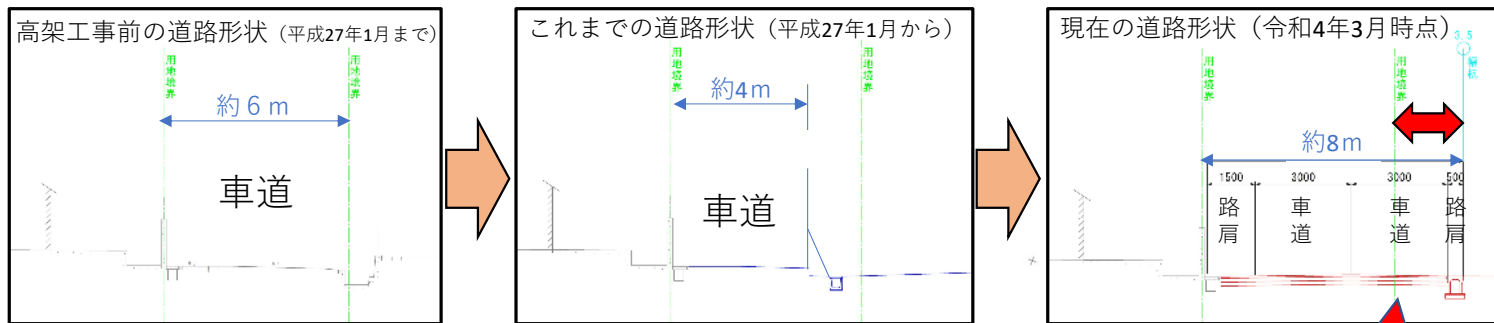 高架工事前の道路形状（平成27年1月まで）
用地境界
用地境界
約６ｍ
車道
これまでの道路形状（平成27年1月から）
用地境界
用地境界
約4ｍ
車道
現在の道路形状（令和4年3月時点）
3.5
幅杭
用地境界
用地境界
約8ｍ
1500 3000 3000 500
路肩 車道 車道 路肩